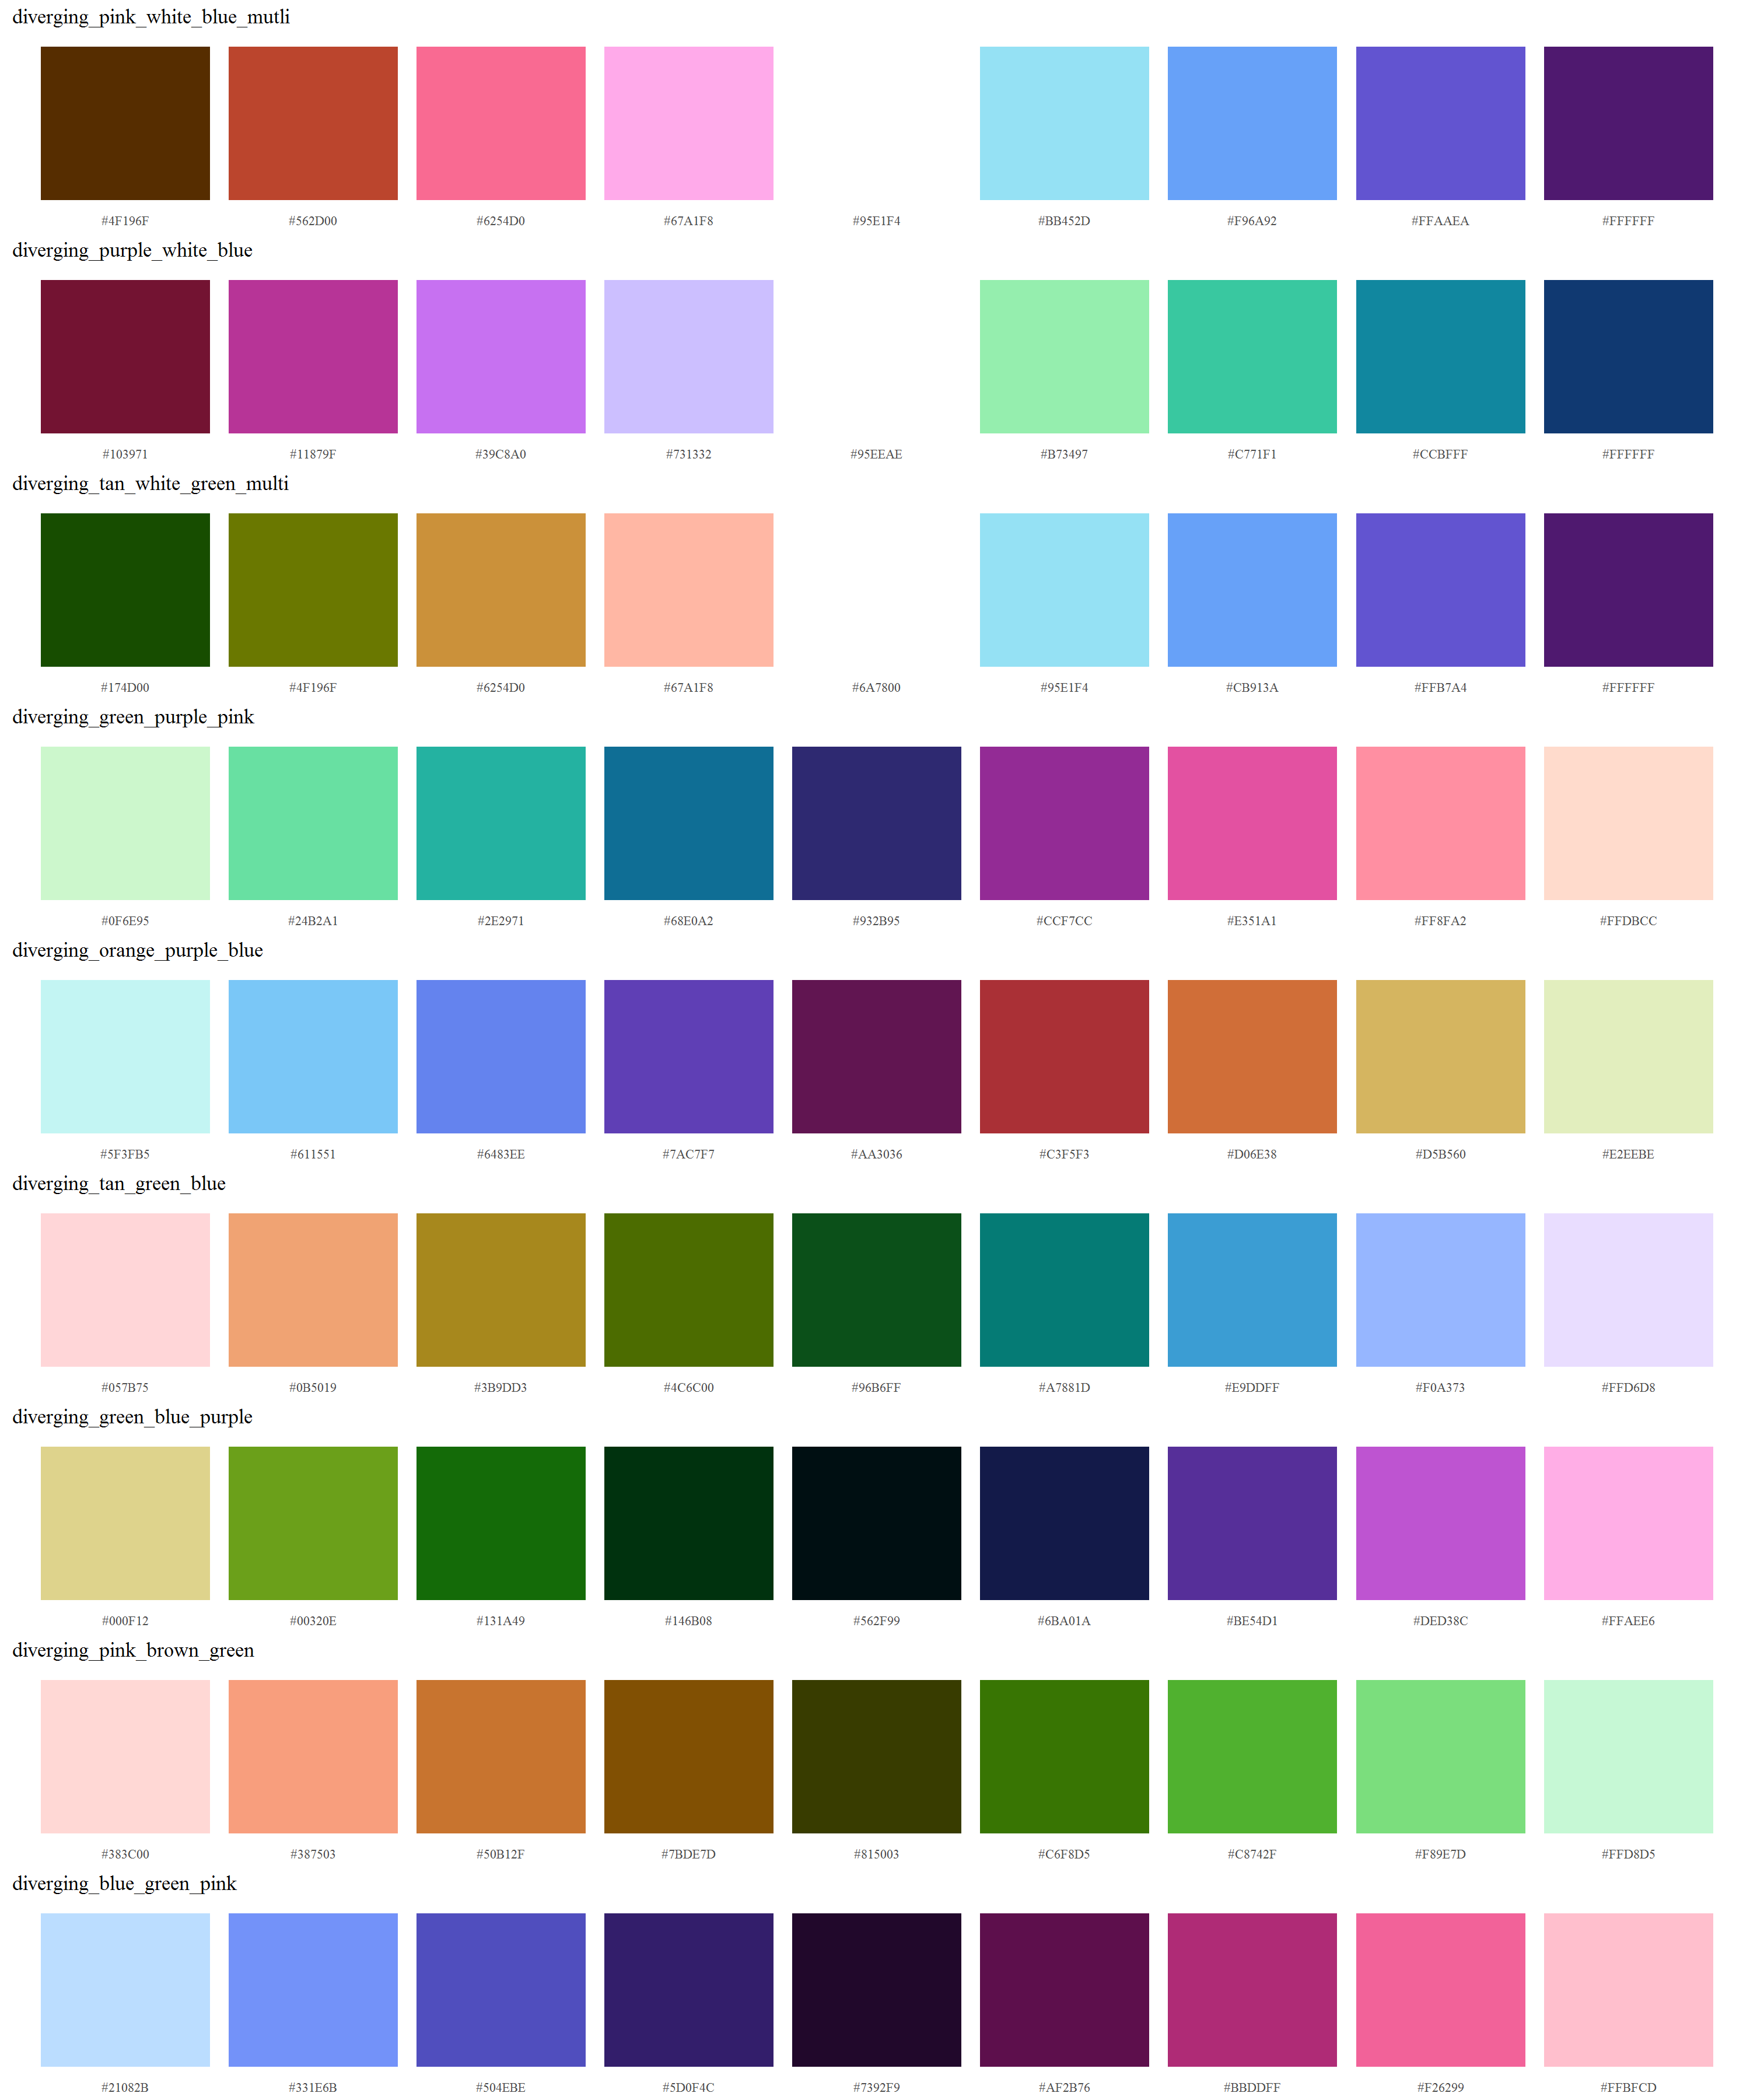 diverging_pink_white_blue_mutli
#4F196F #562D00 #6254D0 #67A1F8 #95E1F4 #BB452D #F96A92 #FFAAEA #FFFFFF
diverging_purple_white_blue
#103971 #11879F #39C8A0 #731332 #95EEAE #B73497 #C771F1 #CCBFFF #FFFFFF
diverging_tan_white_green_multi
#174D00 #4F196F #6254D0 #67A1F8 #6A7800 #95E1F4 #CB913A #FFB7A4 #FFFFFF
diverging_green_purple_pink
#0F6E95 #24B2A1 #2E2971 #68E0A2 #932B95 #CCF7CC #E351A1 #FF8FA2 #FFDBCC
diverging_orange_purple_blue
#5F3FB5 #611551 #6483EE #7AC7F7 #AA3036 #C3F5F3 #D06E38 #D5B560 #E2EEBE
diverging_tan_green_blue
#057B75 #0B5019 #3B9DD3 #4C6C00 #96B6FF #A7881D #E9DDFF #F0A373 #FFD6D8
diverging_green_blue_purple
#000F12 #00320E #131A49 #146B08 #562F99 #6BA01A #BE54D1 #DED38C #FFAEE6
diverging_pink_brown_green
#383C00 #387503 #50B12F #7BDE7D #815003 #C6F8D5 #C8742F #F89E7D #FFD8D5
diverging_blue_green_pink
#21082B #331E6B #504EBE #5D0F4C #7392F9 #AF2B76 #BBDDFF #F26299 #FFBFCD